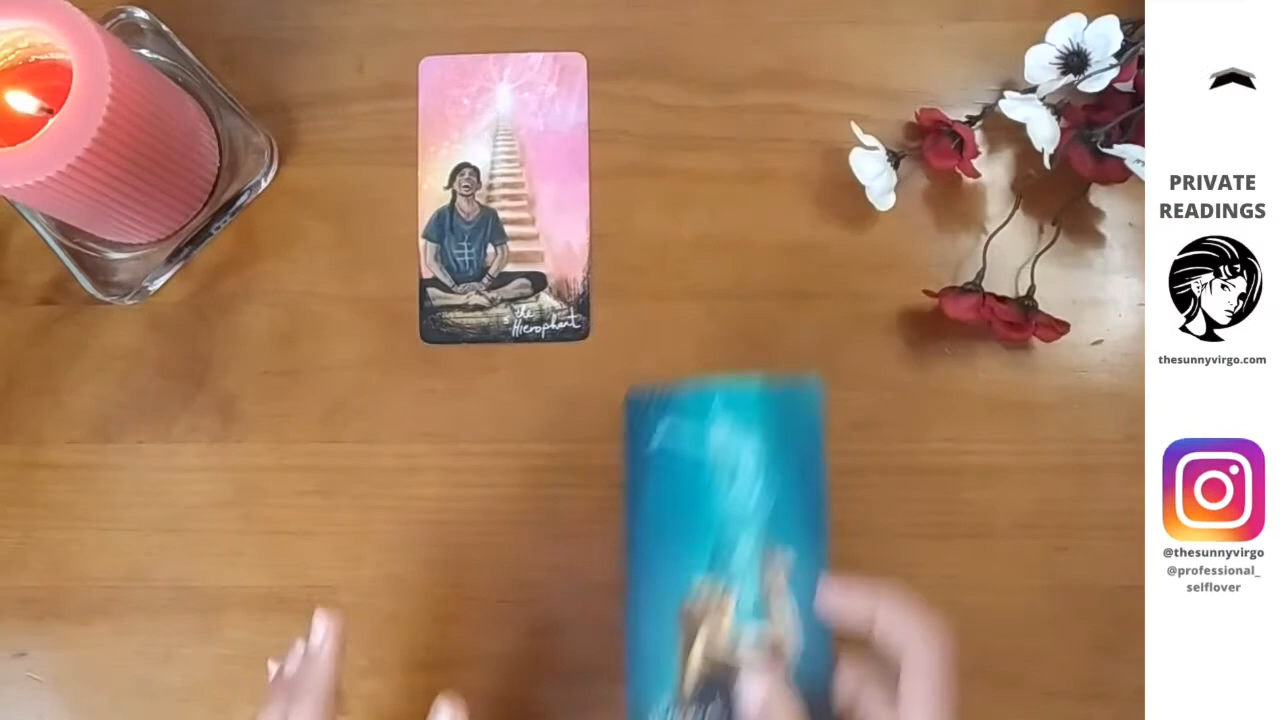 5 the
Hierophant
PRIVATE
READINGS
thesunnyvirgo.com
@thesunnyvirgo
@professional_
selflover